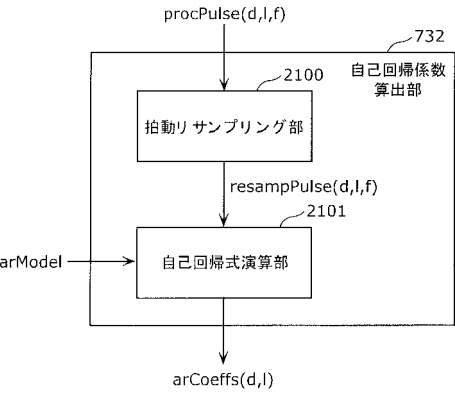 procPulse(d,l,f)
732
自己回帰係数
算出部
2100
拍動リサンプリング部
resampPulse(d,l,f)
2101
arModel
自己回帰式演算部
arCoeffs(d,l)